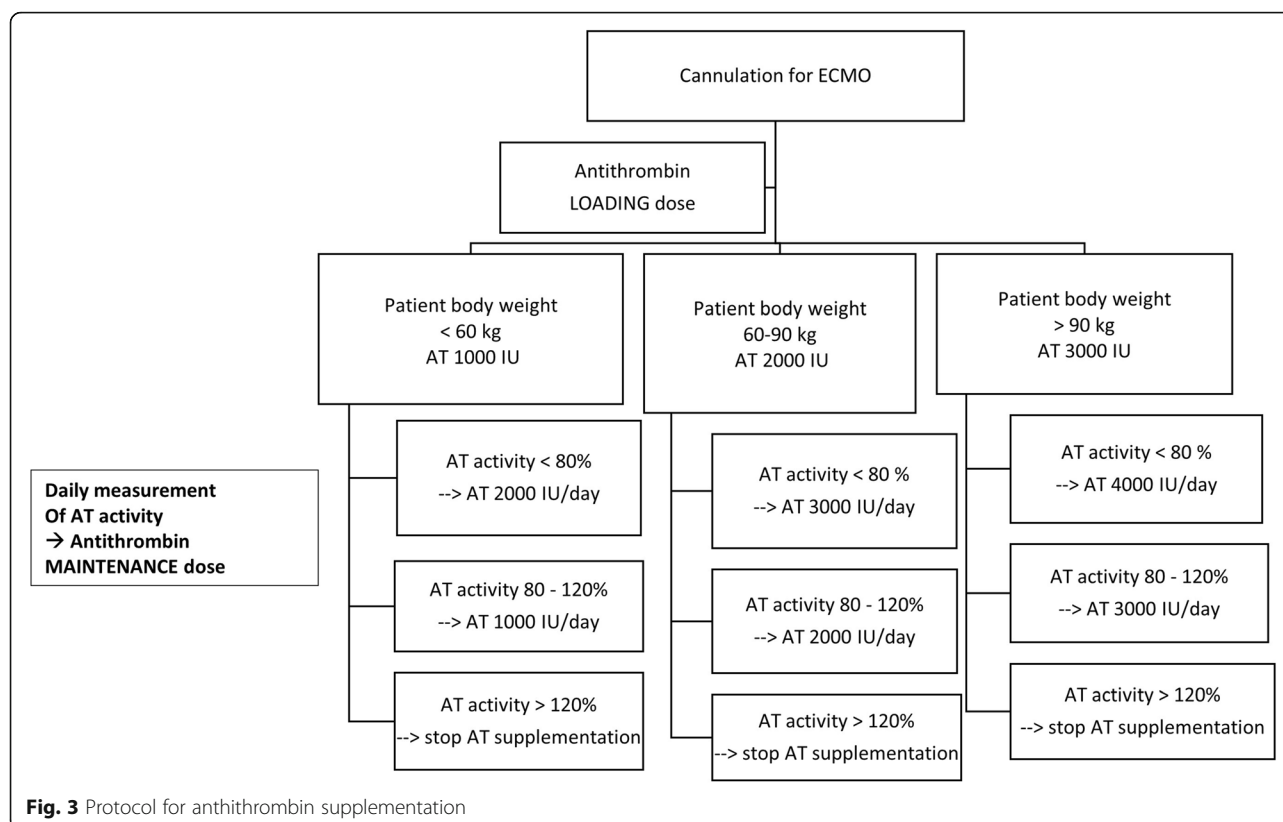 Cannulation for ECMO
Antithrombin
LOADING dose
Patient body weight
< 60 kg
AT 1000 IU
Patient body weight
60-90 kg
AT 2000 IU
Patient body weight
> 90 kg
AT 3000 IU
Daily measurement
Of AT activity
→ Antithrombin
MAINTENANCE dose
AT activity < 80%
--> AT 2000 IU/day
AT activity 80 - 120%
--> AT 1000 IU/day
AT activity > 120%
--> stop AT supplementation
AT activity < 80 %
--> AT 3000 IU/day
AT activity 80 - 120%
--> AT 2000 IU/day
AT activity > 120%
--> stop AT supplementation
AT activity < 80 %
--> AT 4000 IU/day
AT activity 80 - 120%
--> AT 3000 IU/day
AT activity > 120%
--> stop AT supplementation
Fig. 3 Protocol for anthithrombin supplementation